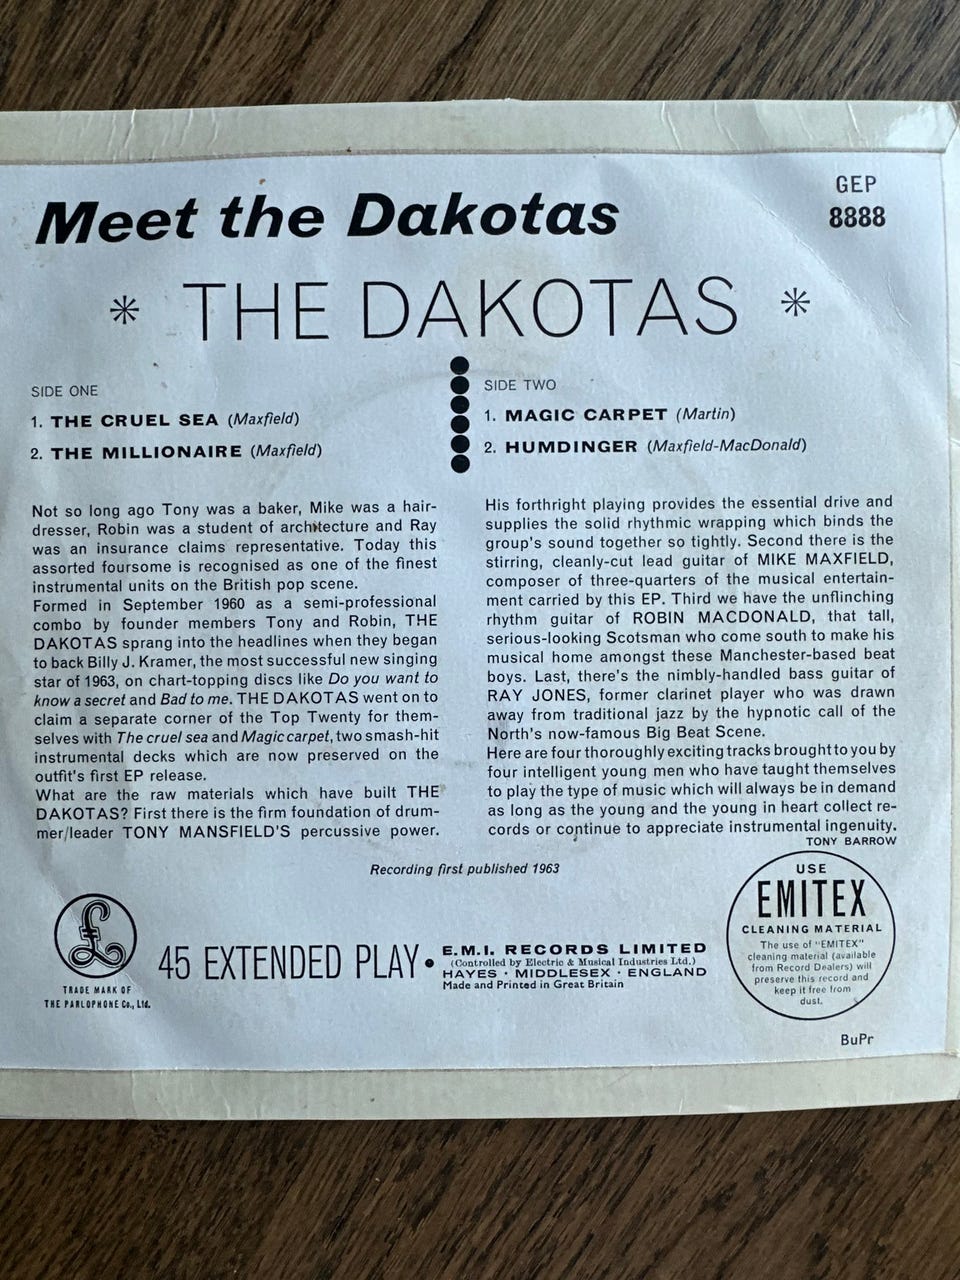 Meet the Dakotas
GEP
8888
* THE DAKOTAS *
SIDE ONE
1. THE CRUEL SEA (Maxfield)
2. THE MILLIONAIRE (Maxfield)
SIDE TWO
1. MAGIC CARPET (Martin)
2. HUMDINGER (Maxfield-MacDonald)
Not so long ago Tony was a baker, Mike was a hair-
dresser, Robin was a student of architecture and Ray
was an insurance claims representative. Today this
assorted foursome is recognised as one of the finest
instrumental units on the British pop scene.
Formed in September 1960 as a semi-professional
combo by founder members Tony and Robin, THE
DAKOTAS sprang into the headlines when they began
to back Billy J. Kramer, the most successful new singing
star of 1963, on chart-topping discs like Do you want to
know a secret and Bad to me. THE DAKOTAS went on to
claim a separate corner of the Top Twenty for them-
selves with The cruel sea and Magic carpet, two smash-hit
instrumental decks which are now preserved on the
outfit's first EP release.
What are the raw materials which have built THE
DAKOTAS? First there is the firm foundation of drum-
mer/leader TONY MANSFIELD'S percussive power.
His forthright playing provides the essential drive and
supplies the solid rhythmic wrapping which binds the
group's sound together so tightly. Second there is the
stirring, cleanly-cut lead guitar of MIKE MAXFIELD,
composer of three-quarters of the musical entertain-
ment carried by this EP. Third we have the unflinching
rhythm guitar of ROBIN MACDONALD, that tall,
serious-looking Scotsman who come south to make his
musical home amongst these Manchester-based beat
boys. Last, there's the nimbly-handled bass guitar of
RAY JONES, former clarinet player who was drawn
away from traditional jazz by the hypnotic call of the
North's now-famous Big Beat Scene.
Here are four thoroughly exciting tracks brought to you by
four intelligent young men who have taught themselves
to play the type of music which will always be in demand
as long as the young and the young in heart collect re-
cords or continue to appreciate instrumental ingenuity.
TONY BARROW
Recording first published 1963
£
TRADE MARK OF
THE PARLOPHONE Co., Ltd.
45 EXTENDED PLAY •
E.M.I. RECORDS LIMITED
(Controlled by Electric & Musical Industries Ltd.)
HAYES · MIDDLESEX · ENGLAND
Made and Printed in Great Britain
USE
EMITEX
CLEANING MATERIAL
The use of "EMITEX"
cleaning material (available
from Record Dealers) will
preserve this record and
keep it free from
dust.
BuPr